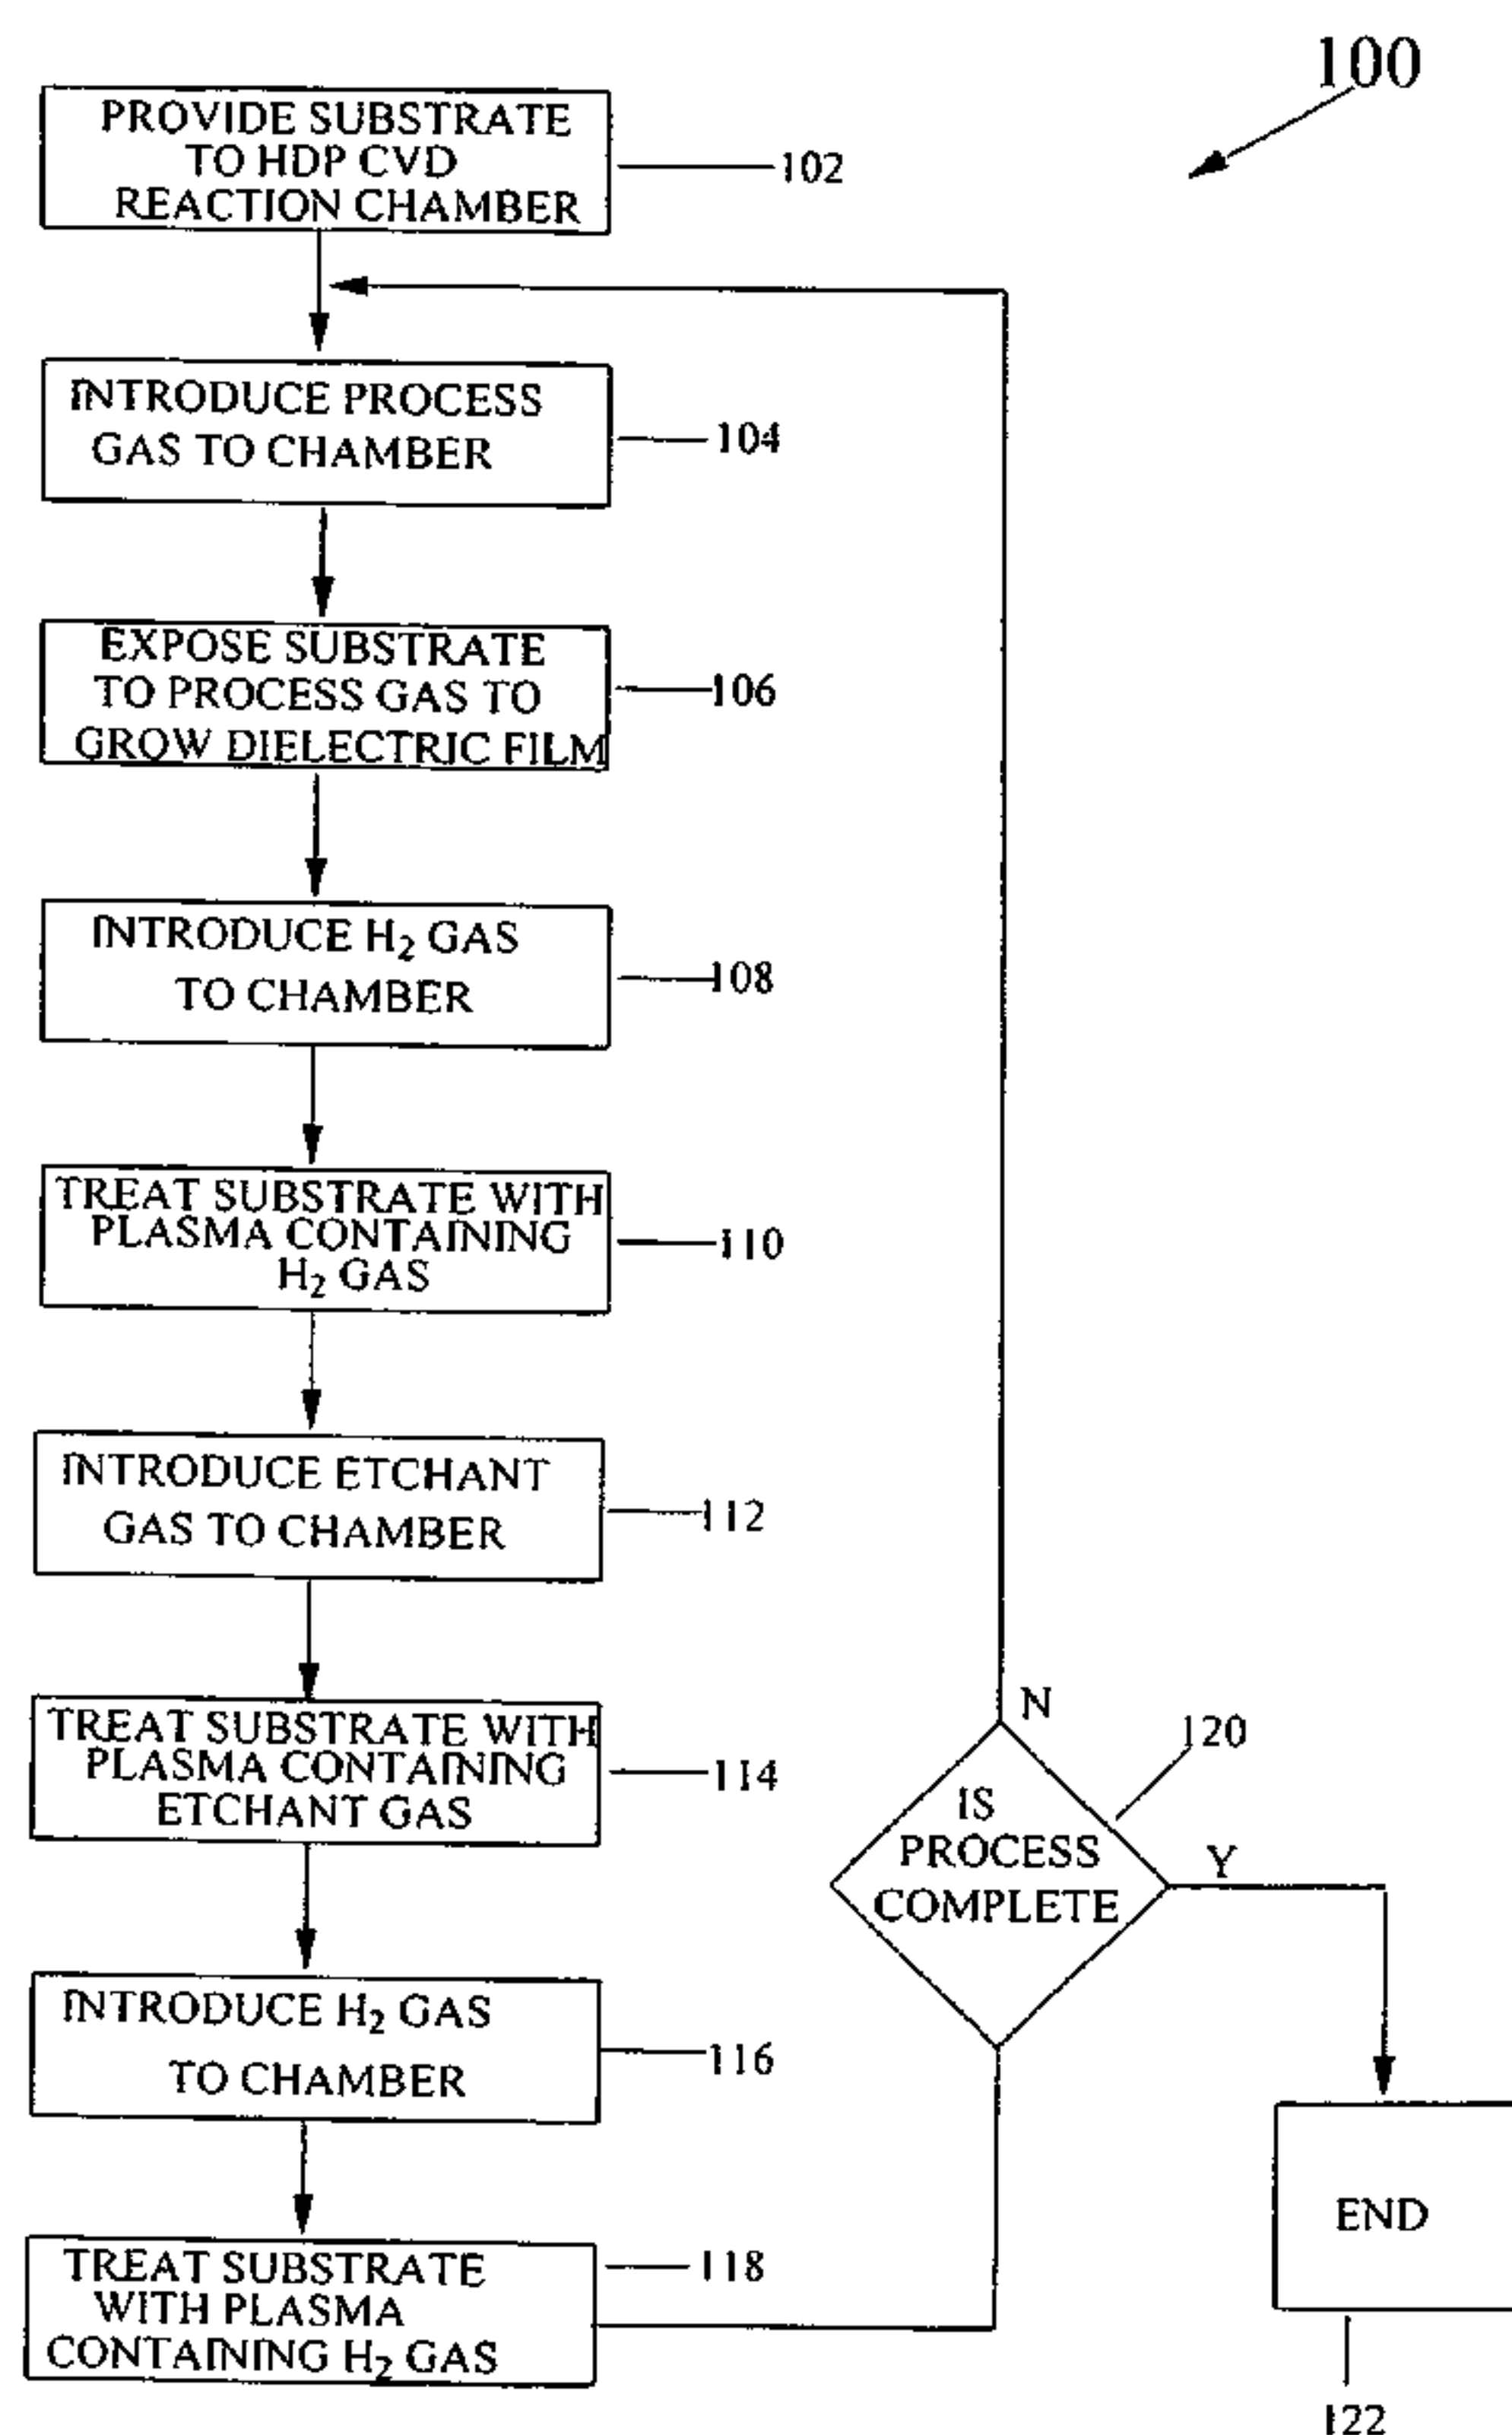 100
PROVIDE SUBSTRATE
TO HDP CVD
REACTION CHAMBER
102
INTRODUCE PROCESS
GAS TO CHAMBER
104
EXPOSE SUBSTRATE
TO PROCESS GAS TO
GROW DIELECTRIC FILM
106
INTRODUCE H₂ GAS
TO CHAMBER
108
TREAT SUBSTRATE WITH
PLASMA CONTAINING
H₂ GAS
110
INTRODUCE ETCHANT
GAS TO CHAMBER
112
TREAT SUBSTRATE WITH
PLASMA CONTAINING
ETCHANT GAS
114
INTRODUCE H₂ GAS
TO CHAMBER
116
TREAT SUBSTRATE
WITH PLASMA
CONTAINING H₂ GAS
118
N
120
IS
PROCESS
COMPLETE
Y
END
122